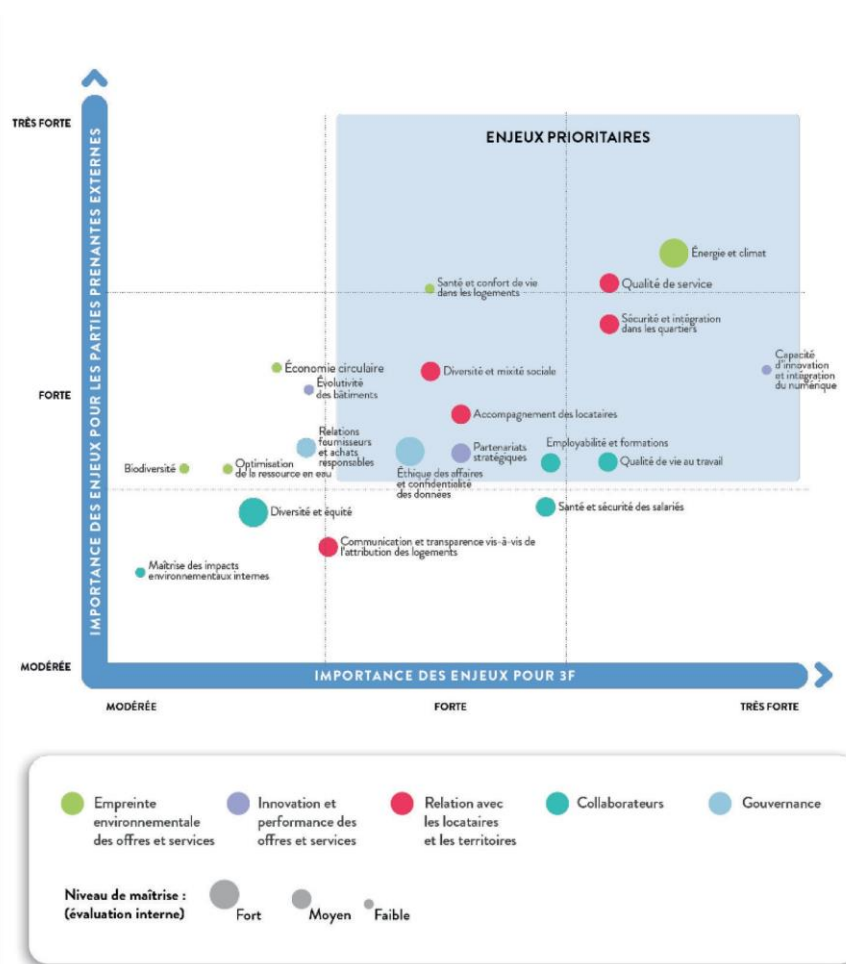 TRÈS FORTE
IMPORTANCE DES ENJEUX POUR LES PARTIES PRENANTES EXTERNES
ENJEUX PRIORITAIRES
Énergie et climat
Santé et confort de vie
dans les logements
Qualité de service
Sécurité et intégration
dans les quartiers
Capacité
d'innovation
et intégration
du numérique
Économie circulaire
Diversité et mixité sociale
Évolutivité
des bâtiments
FORTE
Accompagnement des locataires
Relations
fournisseurs
et achats
responsables
Partenariats
stratégiques
Employabilité et formations
Qualité de vie au travail
Biodiversité
Optimisation
de la ressource en eau
Éthique des affaires
et confidentialité
des données
Diversité et équité
Santé et sécurité des salariés
Communication et transparence vis-à-vis de
l'attribution des logements
Maîtrise des impacts
environnementaux internes
MODÉRÉE
IMPORTANCE DES ENJEUX POUR 3F
MODÉRÉE
FORTE
TRÈS FORTE
Empreinte
environnementale
des offres et services
Innovation et
performance des
offres et services
Relation avec
les locataires
et les territoires
Collaborateurs
Gouvernance
Niveau de maîtrise :
(évaluation interne)
Fort
Moyen
Faible